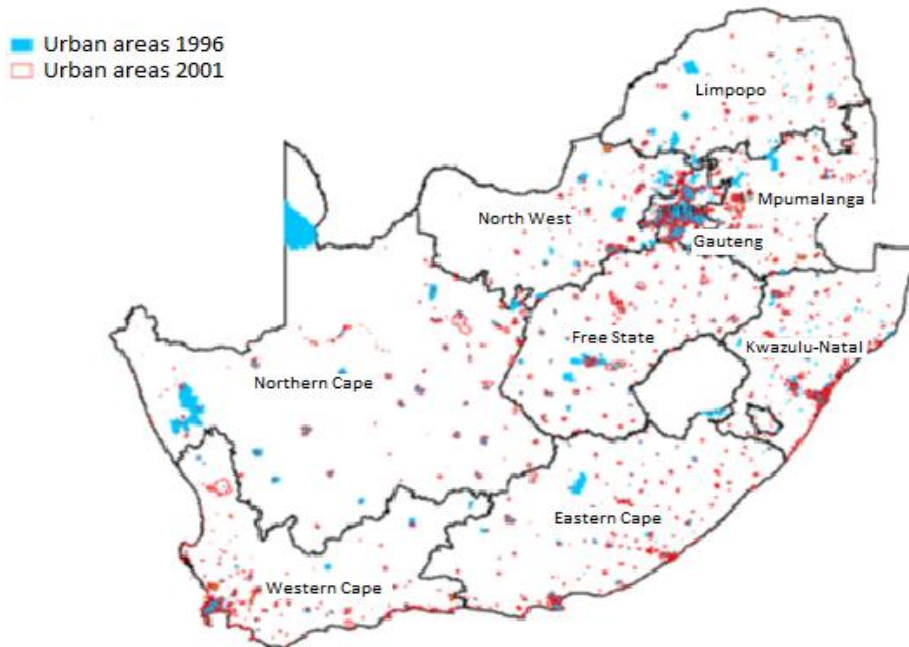 Urban areas 1996
Urban areas 2001
Limpopo
Mpumalanga
North West
Gauteng
Free State
Kwazulu-Natal
Northern Cape
Eastern Cape
Western Cape